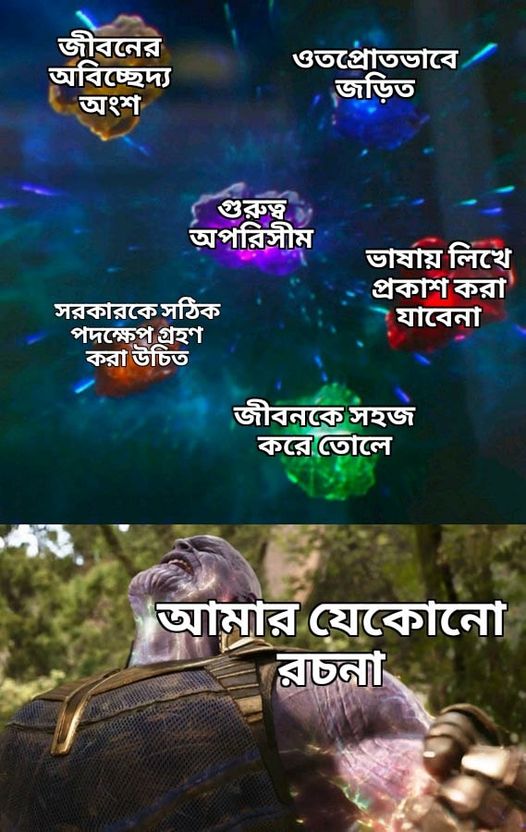 জীবনের
অবিচ্ছেদ্য
অংশ
ওতপ্রোতভাবে
জড়িত
গুরুত্ব
অপরিসীম
ভাষায় লিখে
প্রকাশ করা
যাবেনা
সরকারকে সঠিক
পদক্ষেপ গ্রহণ
করা উচিত
জীবনকে সহজ
করে তোলে
আমার যেকোনো
রচনা